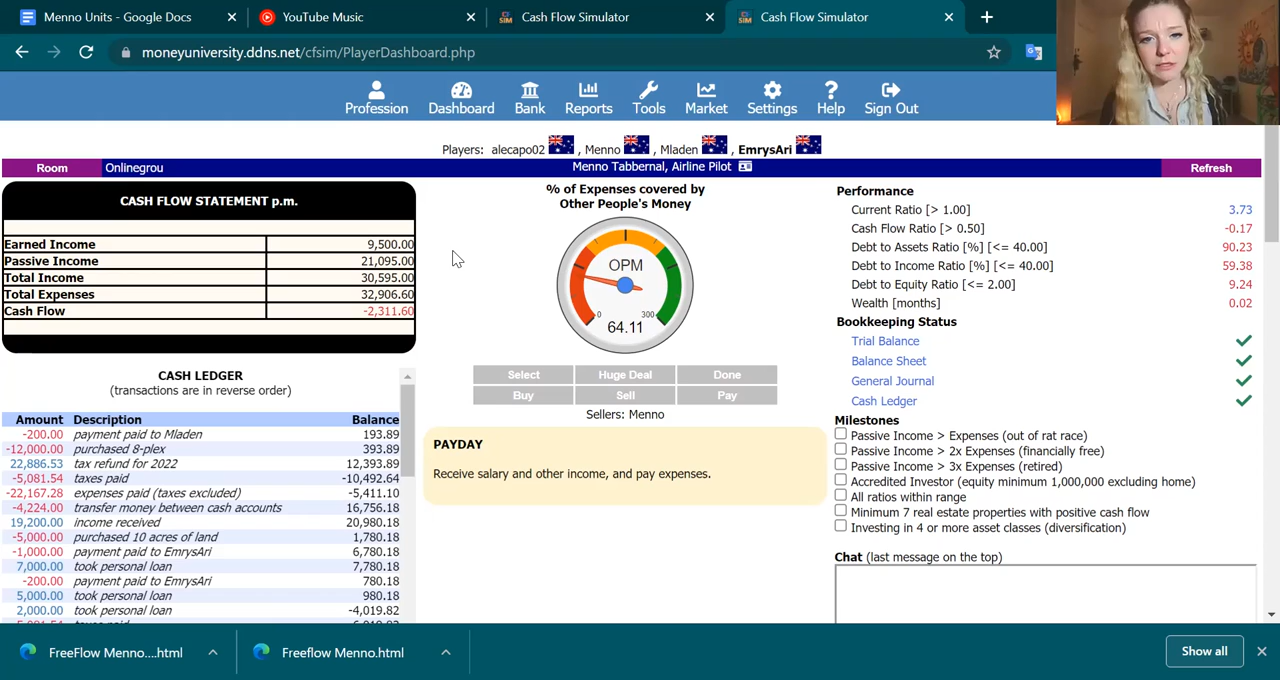 Menno Units - Google Docs
YouTube Music
Cash Flow Simulator
Cash Flow Simulator
moneyuniversity.ddns.net/cfsim/PlayerDashboard.php
Profession Dashboard Bank Reports Tools Market Settings Help Sign Out
Players: alecapo02 , Menno , Mladen , EmrysAri
Room Onlinegrou Menno Tabbernal, Airline Pilot Refresh
CASH FLOW STATEMENT p.m.
Earned Income 9,500.00
Passive Income 21,095.00
Total Income 30,595.00
Total Expenses 32,906.60
Cash Flow -2,311.60
CASH LEDGER
(transactions are in reverse order)
Amount Description Balance
-200.00 payment paid to Mladen 193.89
-12,000.00 purchased 8-plex 393.89
22,886.53 tax refund for 2022 12,393.89
-5,081.54 taxes paid -10,492.64
-22,167.28 expenses paid (taxes excluded) -5,411.10
-4,224.00 transfer money between cash accounts 16,756.18
19,200.00 income received 20,980.18
-5,000.00 purchased 10 acres of land 1,780.18
-1,000.00 payment paid to EmrysAri 6,780.18
7,000.00 took personal loan 7,780.18
-200.00 payment paid to EmrysAri 780.18
5,000.00 took personal loan 980.18
2,000.00 took personal loan -4,019.82
% of Expenses covered by
Other People's Money
OPM
0 300
64.11
Select Huge Deal Done
Buy Sell Pay
Sellers: Menno
PAYDAY
Receive salary and other income, and pay expenses.
Performance
Current Ratio [> 1.00] 3.73
Cash Flow Ratio [> 0.50] -0.17
Debt to Assets Ratio [%] [<= 40.00] 90.23
Debt to Income Ratio [%] [<= 40.00] 59.38
Debt to Equity Ratio [<= 2.00] 9.24
Wealth [months] 0.02
Bookkeeping Status
Trial Balance
Balance Sheet
General Journal
Cash Ledger
Milestones
Passive Income > Expenses (out of rat race)
Passive Income > 2x Expenses (financially free)
Passive Income > 3x Expenses (retired)
Accredited Investor (equity minimum 1,000,000 excluding home)
All ratios within range
Minimum 7 real estate properties with positive cash flow
Investing in 4 or more asset classes (diversification)
Chat (last message on the top)
FreeFlow Menno....html
Freeflow Menno.html
Show all